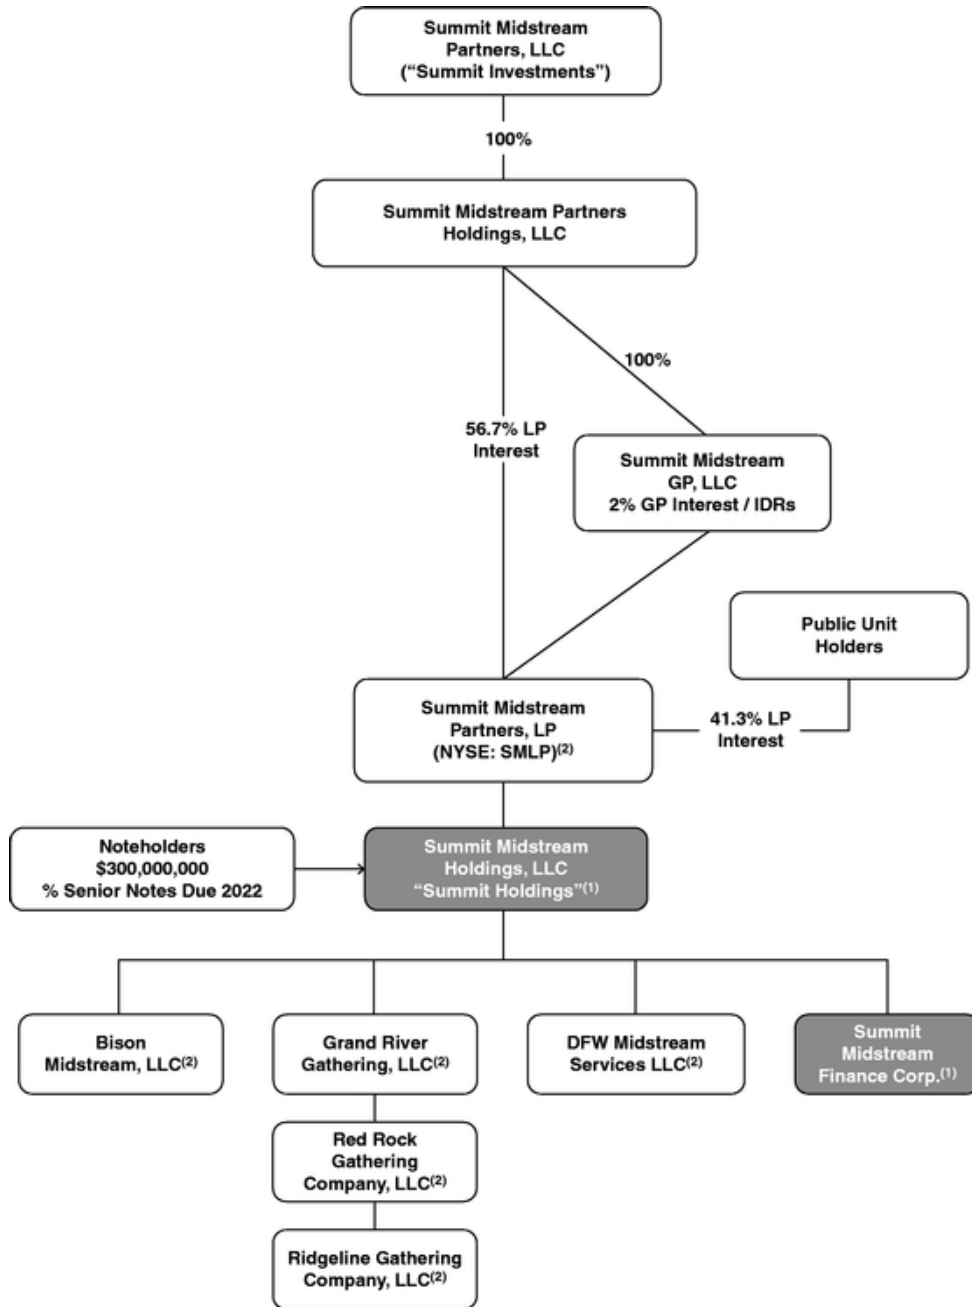 Summit Midstream
Partners, LLC
(“Summit Investments”)
100%
Summit Midstream Partners
Holdings, LLC
100%
56.7% LP
Interest
Summit Midstream
GP, LLC
2% GP Interest / IDRs
Public Unit
Holders
Summit Midstream
Partners, LP
(NYSE: SMLP)(2)
41.3% LP
Interest
Noteholders
$300,000,000
% Senior Notes Due 2022
Summit Midstream
Holdings, LLC
“Summit Holdings”(1)
Bison
Midstream, LLC(2)
Grand River
Gathering, LLC(2)
DFW Midstream
Services LLC(2)
Summit
Midstream
Finance Corp.(1)
Red Rock
Gathering
Company, LLC(2)
Ridgeline Gathering
Company, LLC(2)